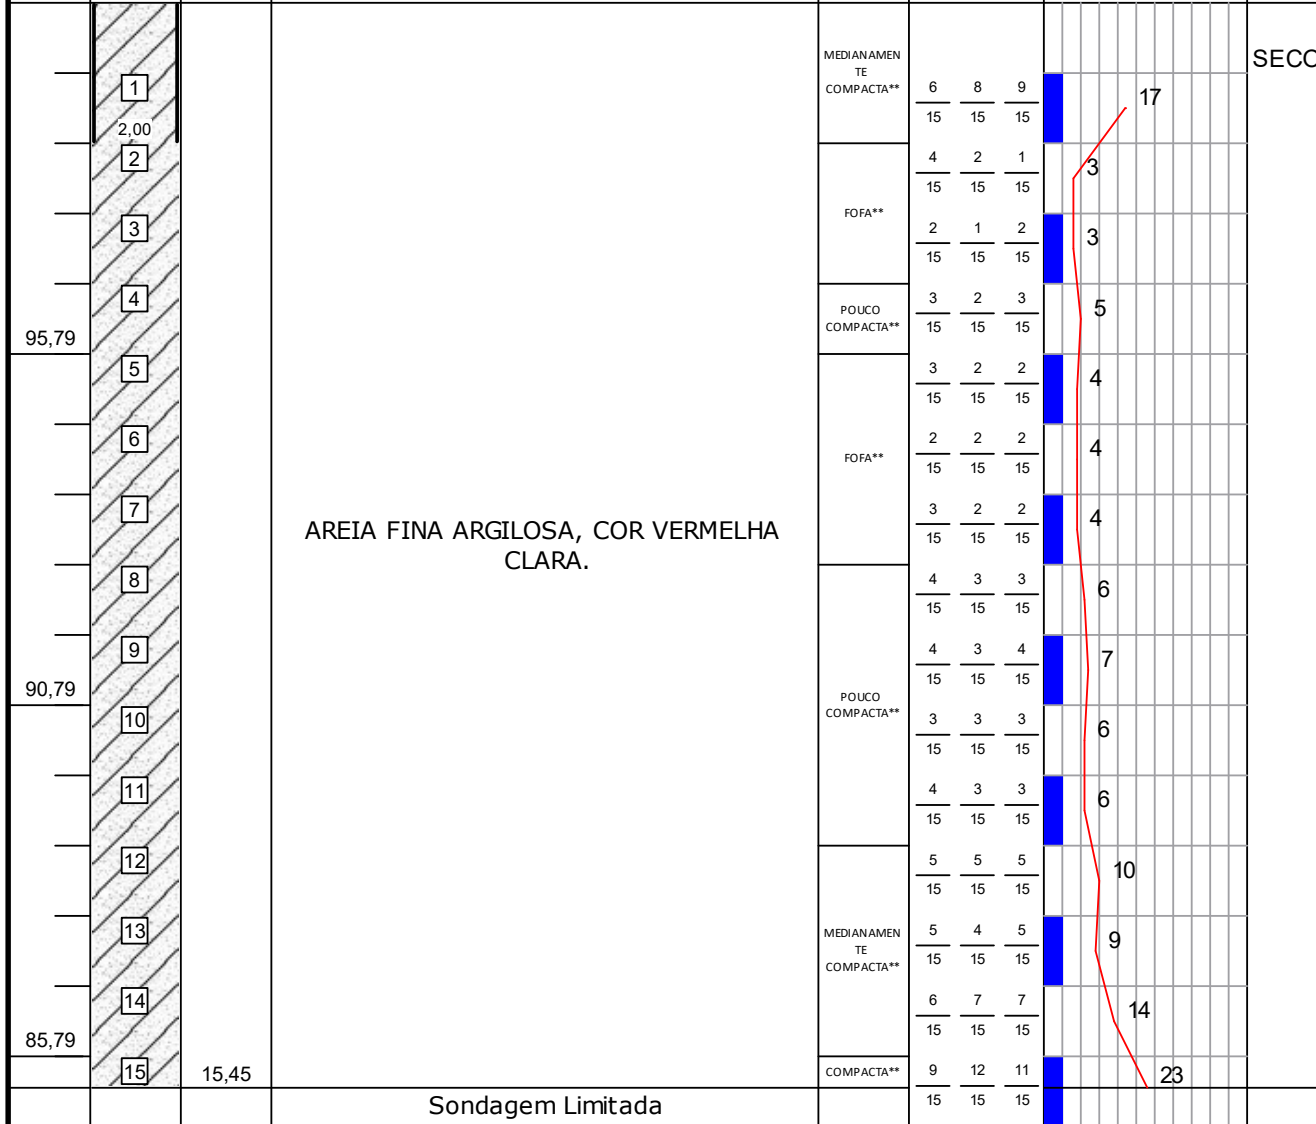 SECO
MEDIANAMEN
TE
COMPACTA**
1
6 8 9
15 15 15
17
2,00
2
4 2 1
15 15 15
3
FOFA**
3
2 1 2
15 15 15
3
4
POUCO
COMPACTA**
3 2 3
15 15 15
5
95,79
5
3 2 2
15 15 15
4
6
FOFA**
2 2 2
15 15 15
4
7
3 2 2
15 15 15
4
AREIA FINA ARGILOSA, COR VERMELHA
CLARA.
8
4 3 3
15 15 15
6
9
4 3 4
15 15 15
7
90,79
POUCO
COMPACTA**
10
3 3 3
15 15 15
6
11
4 3 3
15 15 15
6
12
5 5 5
15 15 15
10
13
MEDIANAMEN
TE
COMPACTA**
5 4 5
15 15 15
9
14
6 7 7
15 15 15
14
85,79
15
15,45
COMPACTA**
9 12 11
15 15 15
23
Sondagem Limitada